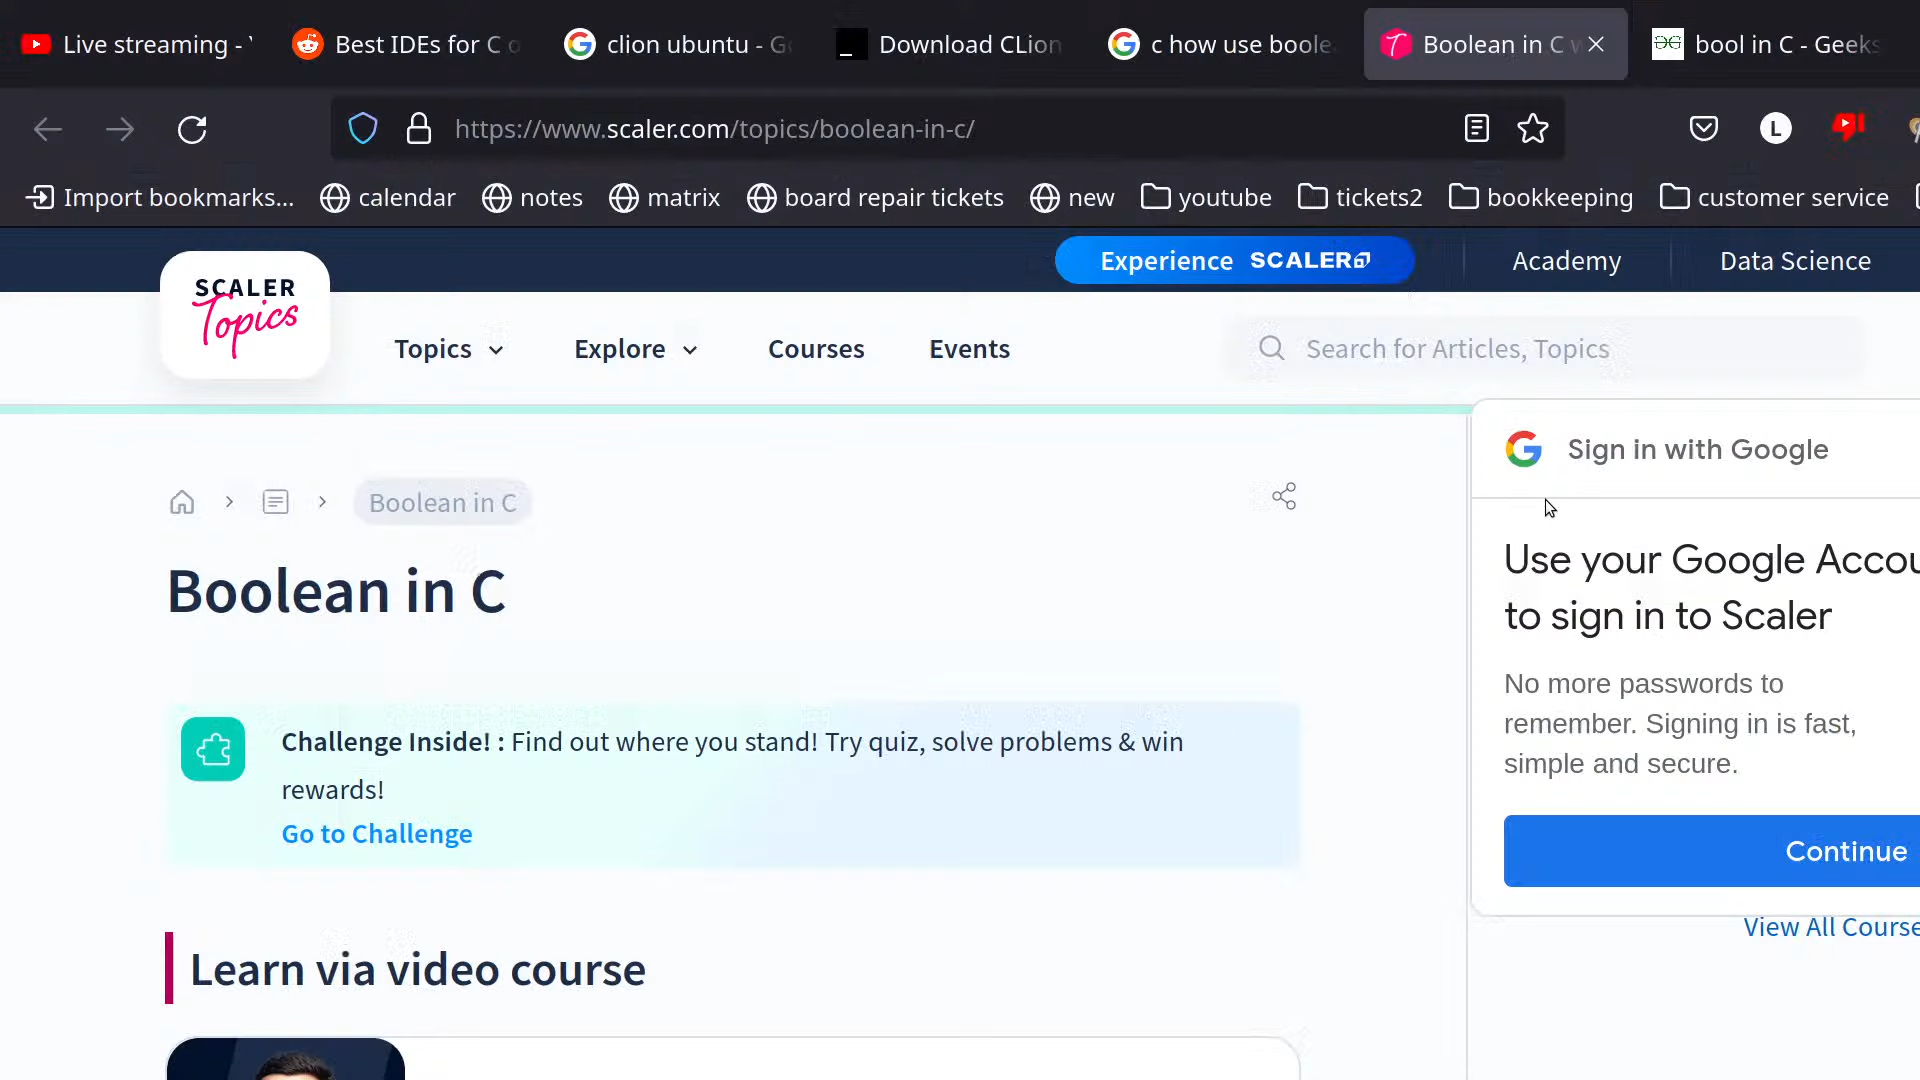 Live streaming -
Best IDEs for C
clion ubuntu - G
Download CLion
c how use boole
Boolean in C
bool in C - Geeks
https://www.scaler.com/topics/boolean-in-c/
L
Import bookmarks...
calendar
notes
matrix
board repair tickets
new
youtube
tickets2
bookkeeping
customer service
Experience SCALER
Academy
Data Science
SCALER
Topics
Topics
Explore
Courses
Events
Search for Articles, Topics
Sign in with Google
Boolean in C
Use your Google Accou
to sign in to Scaler
Boolean in C
No more passwords to
remember. Signing in is fast,
simple and secure.
Challenge Inside! : Find out where you stand! Try quiz, solve problems & win
rewards!
Go to Challenge
Continue
View All Course
Learn via video course